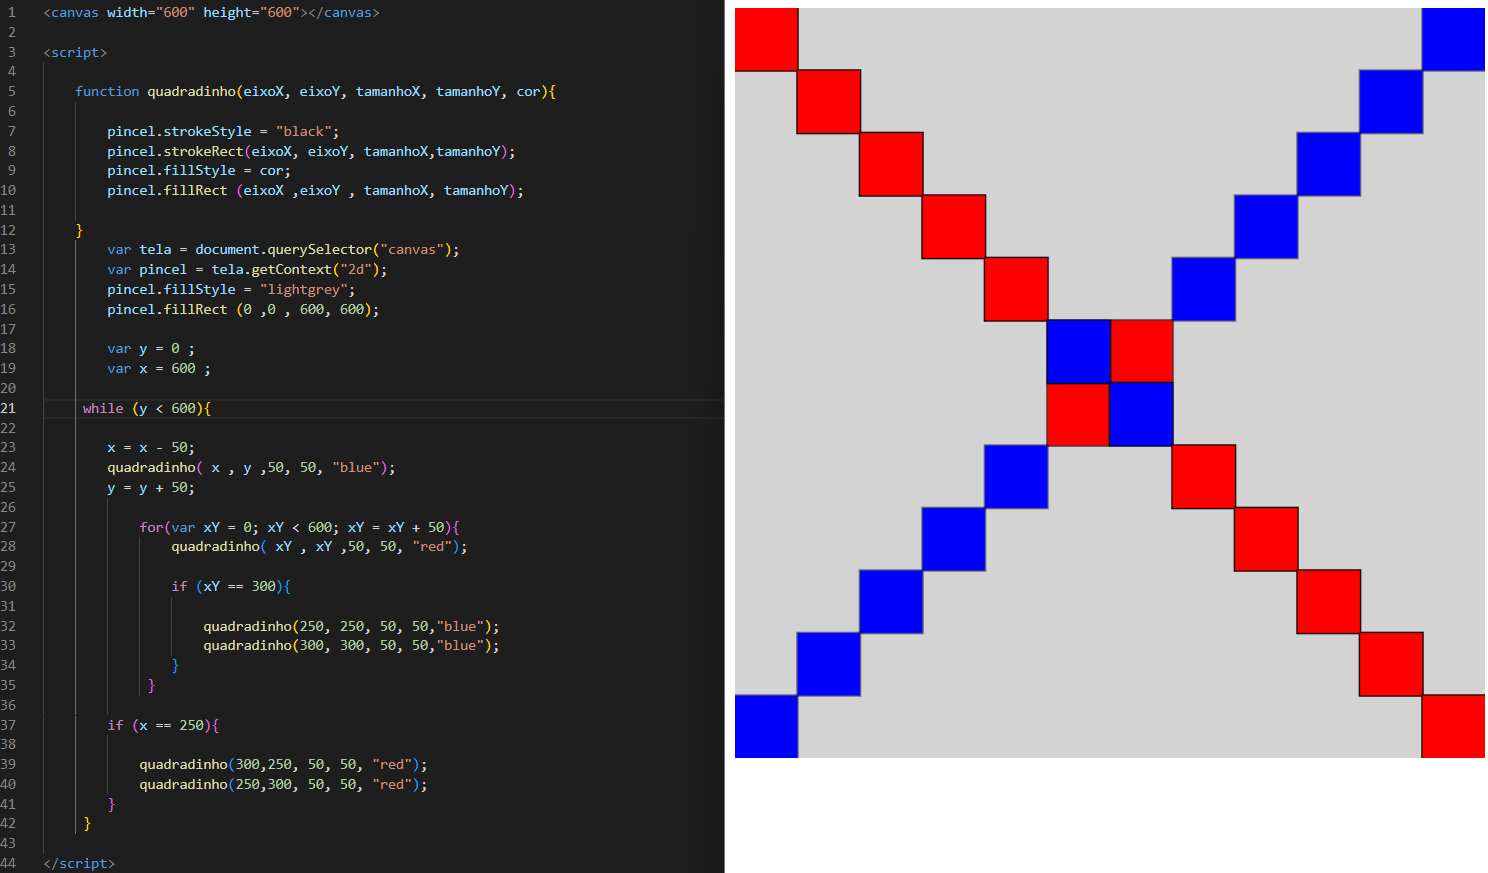 1 <canvas width="600" height="600"></canvas>
2
3 <script>
4
5 function quadradinho(eixoX, eixoY, tamanhoX, tamanhoY, cor){
6
7 pincel.strokeStyle = "black";
8 pincel.strokeRect(eixoX, eixoY, tamanhoX,tamanhoY);
9 pincel.fillStyle = cor;
10 pincel.fillRect (eixoX ,eixoY , tamanhoX, tamanhoY);
11
12 }
13 var tela = document.querySelector("canvas");
14 var pincel = tela.getContext("2d");
15 pincel.fillStyle = "lightgrey";
16 pincel.fillRect (0 ,0 , 600, 600);
17
18 var y = 0 ;
19 var x = 600 ;
20
21 while (y < 600){
22
23 x = x - 50;
24 quadradinho( x , y ,50, 50, "blue");
25 y = y + 50;
26
27 for(var xY = 0; xY < 600; xY = xY + 50){
28 quadradinho( xY , xY ,50, 50, "red");
29
30 if (xY == 300){
31
32 quadradinho(250, 250, 50, 50,"blue");
33 quadradinho(300, 300, 50, 50,"blue");
34 }
35 }
36
37 if (x == 250){
38
39 quadradinho(300,250, 50, 50, "red");
40 quadradinho(250,300, 50, 50, "red");
41 }
42 }
43
44 </script>